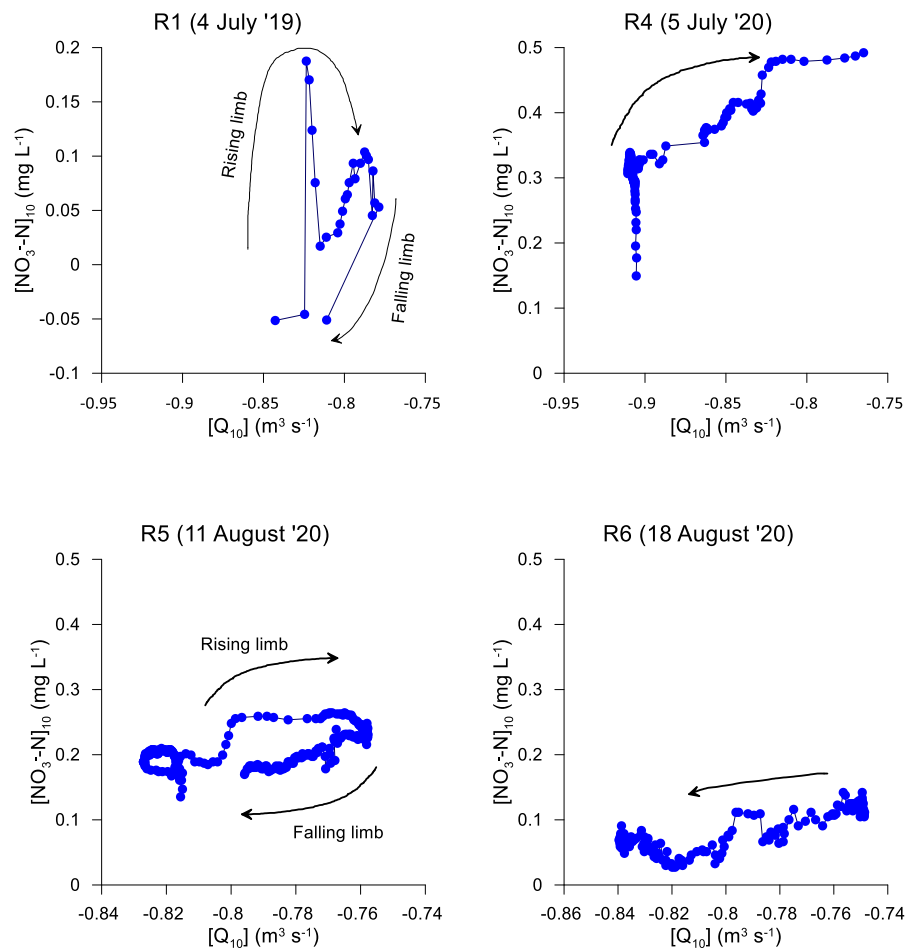 R1 (4 July '19)
0.2
0.15
0.1
0.05
0
-0.05
-0.1
[NO₃⁻-N]₁₀ (mg L⁻¹)
Rising limb
Falling limb
-0.95 -0.9 -0.85 -0.8 -0.75
[Q₁₀] (m³ s⁻¹)
R4 (5 July '20)
0.5
0.4
0.3
0.2
0.1
0
[NO₃⁻-N]₁₀ (mg L⁻¹)
-0.95 -0.9 -0.85 -0.8 -0.75
[Q₁₀] (m³ s⁻¹)
R5 (11 August '20)
0.5
0.4
0.3
0.2
0.1
0
[NO₃⁻-N]₁₀ (mg L⁻¹)
Rising limb
Falling limb
-0.84 -0.82 -0.8 -0.78 -0.76 -0.74
[Q₁₀] (m³ s⁻¹)
R6 (18 August '20)
0.5
0.4
0.3
0.2
0.1
0
[NO₃⁻-N]₁₀ (mg L⁻¹)
-0.86 -0.84 -0.82 -0.8 -0.78 -0.76 -0.74
[Q₁₀] (m³ s⁻¹)